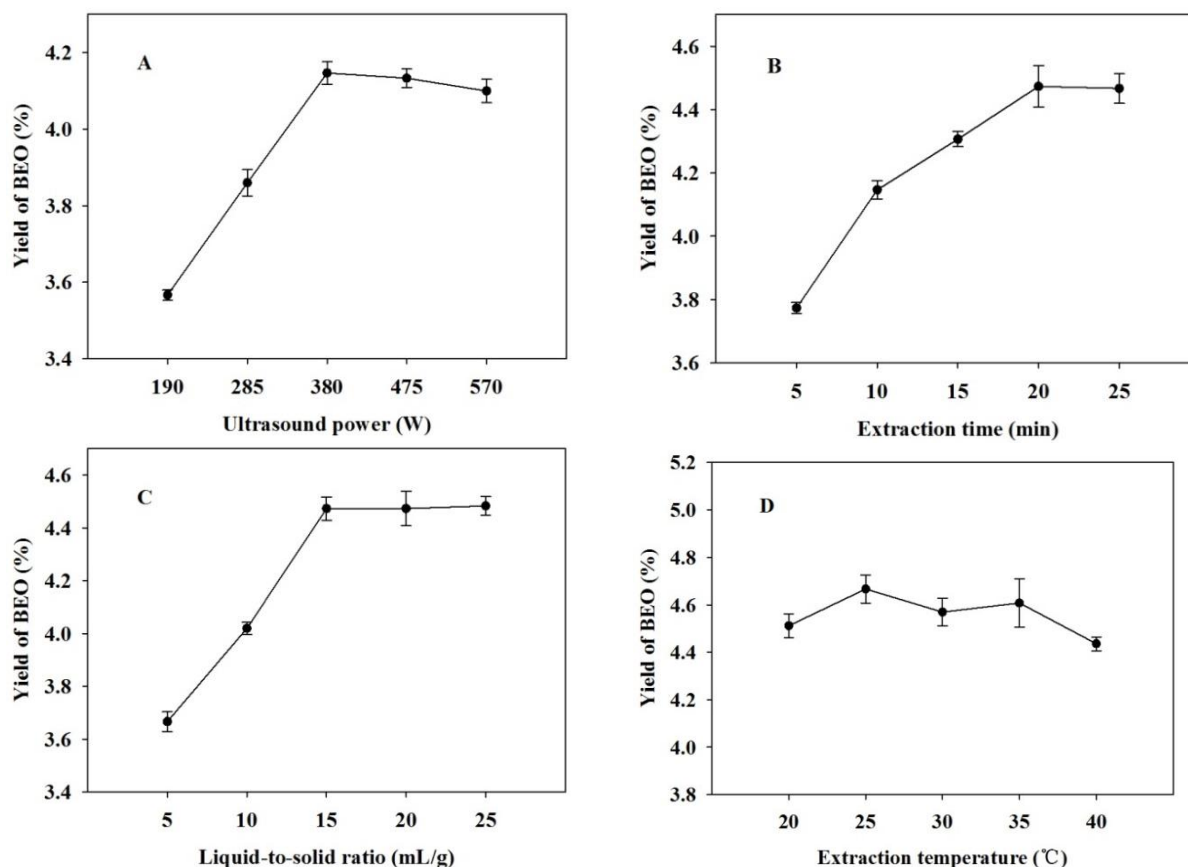 A
Yield of BEO (%)
4.2
4.0
3.8
3.6
3.4
190 285 380 475 570
Ultrasound power (W)
B
Yield of BEO (%)
4.6
4.4
4.2
4.0
3.8
3.6
5 10 15 20 25
Extraction time (min)
C
Yield of BEO (%)
4.6
4.4
4.2
4.0
3.8
3.6
3.4
5 10 15 20 25
Liquid-to-solid ratio (mL/g)
D
Yield of BEO (%)
5.2
5.0
4.8
4.6
4.4
4.2
4.0
3.8
20 25 30 35 40
Extraction temperature (℃)